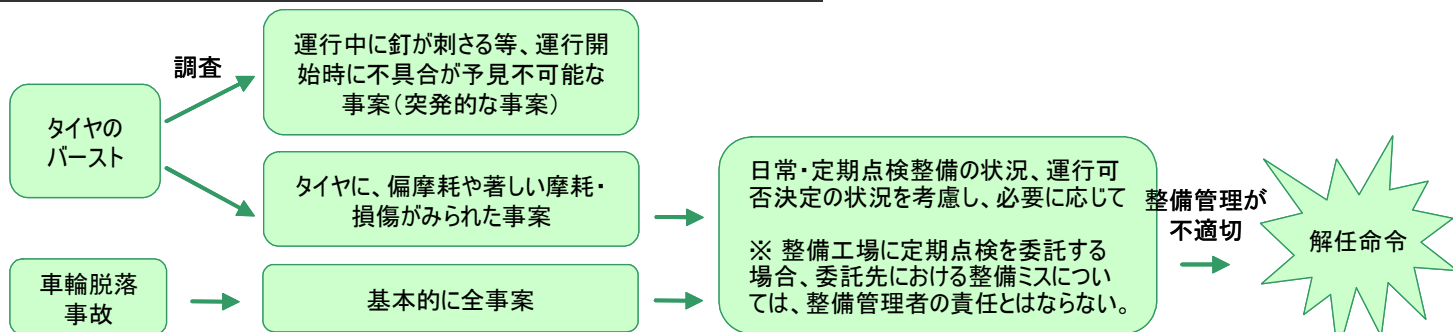 運行中に釘が刺さる等、運行開
始時に不具合が予見不可能な
事案(突発的な事案)
調査
タイヤの
バースト
タイヤに、偏摩耗や著しい摩耗・
損傷がみられた事案
日常・定期点検整備の状況、運行可
否決定の状況を考慮し、必要に応じて
※ 整備工場に定期点検を委託する
場合、委託先における整備ミスについ
ては、整備管理者の責任とはならない。
整備管理が
不適切
解任命令
車輪脱落
事故
基本的に全事案